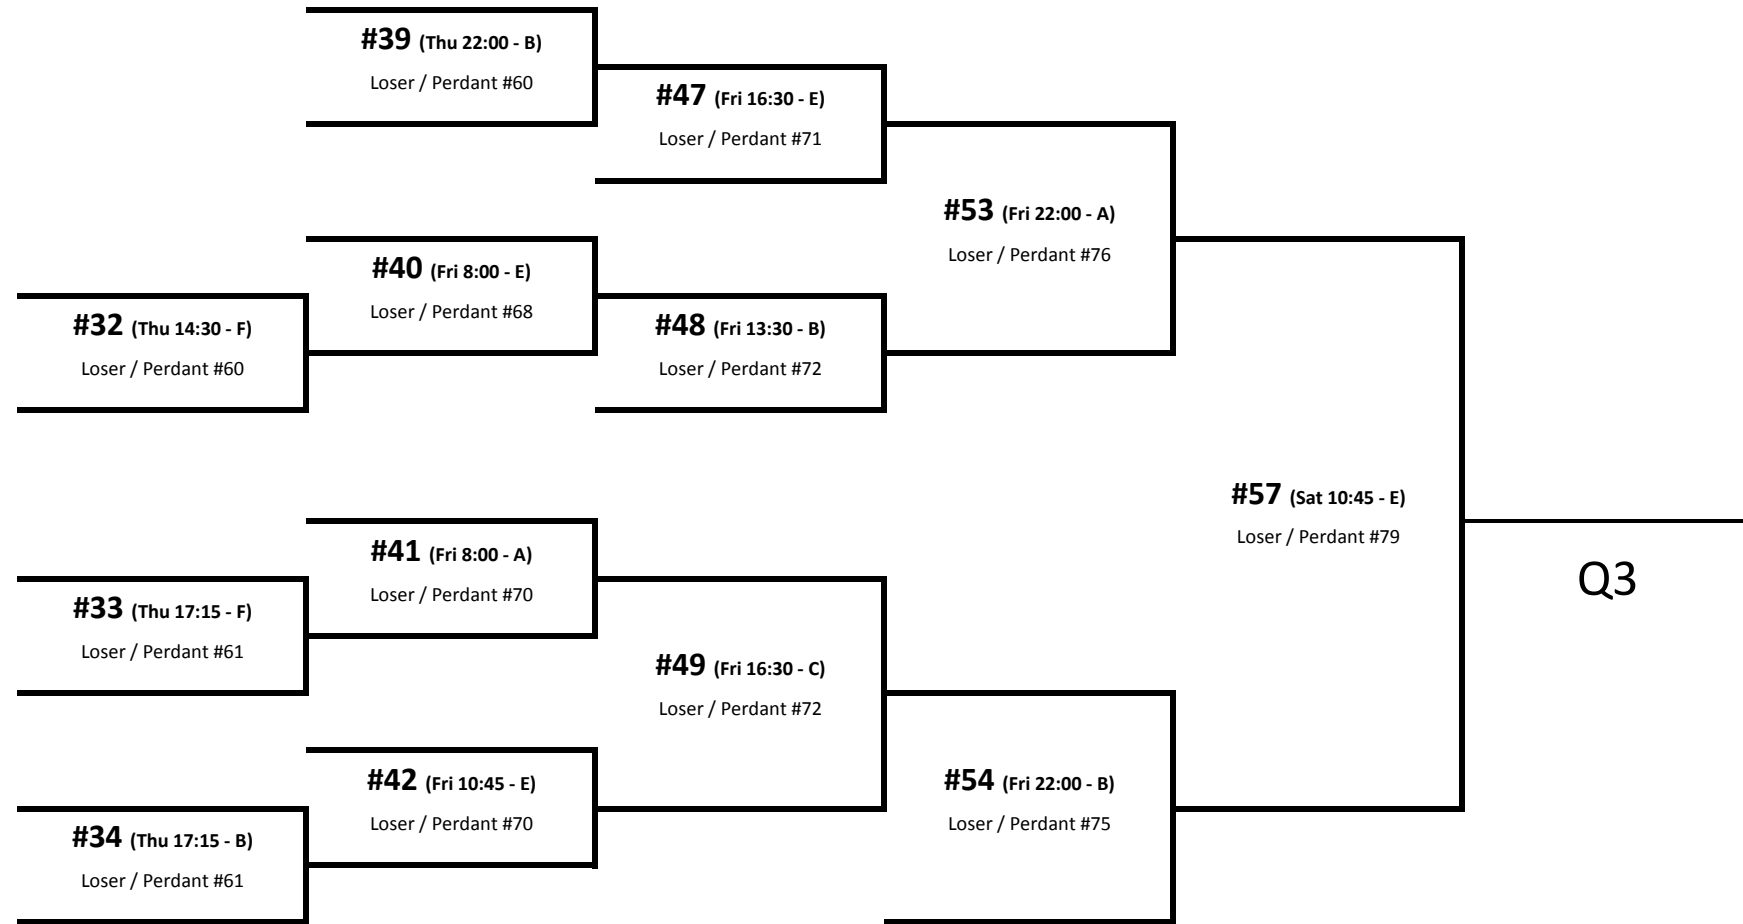 #39 (Thu 22:00 - B)
Loser / Perdant #60
#47 (Fri 16:30 - E)
Loser / Perdant #71
#53 (Fri 22:00 - A)
Loser / Perdant #76
#40 (Fri 8:00 - E)
Loser / Perdant #68
#32 (Thu 14:30 - F)
Loser / Perdant #60
#48 (Fri 13:30 - B)
Loser / Perdant #72
#57 (Sat 10:45 - E)
Loser / Perdant #79
Q3
#41 (Fri 8:00 - A)
Loser / Perdant #70
#33 (Thu 17:15 - F)
Loser / Perdant #61
#49 (Fri 16:30 - C)
Loser / Perdant #72
#42 (Fri 10:45 - E)
Loser / Perdant #70
#54 (Fri 22:00 - B)
Loser / Perdant #75
#34 (Thu 17:15 - B)
Loser / Perdant #61